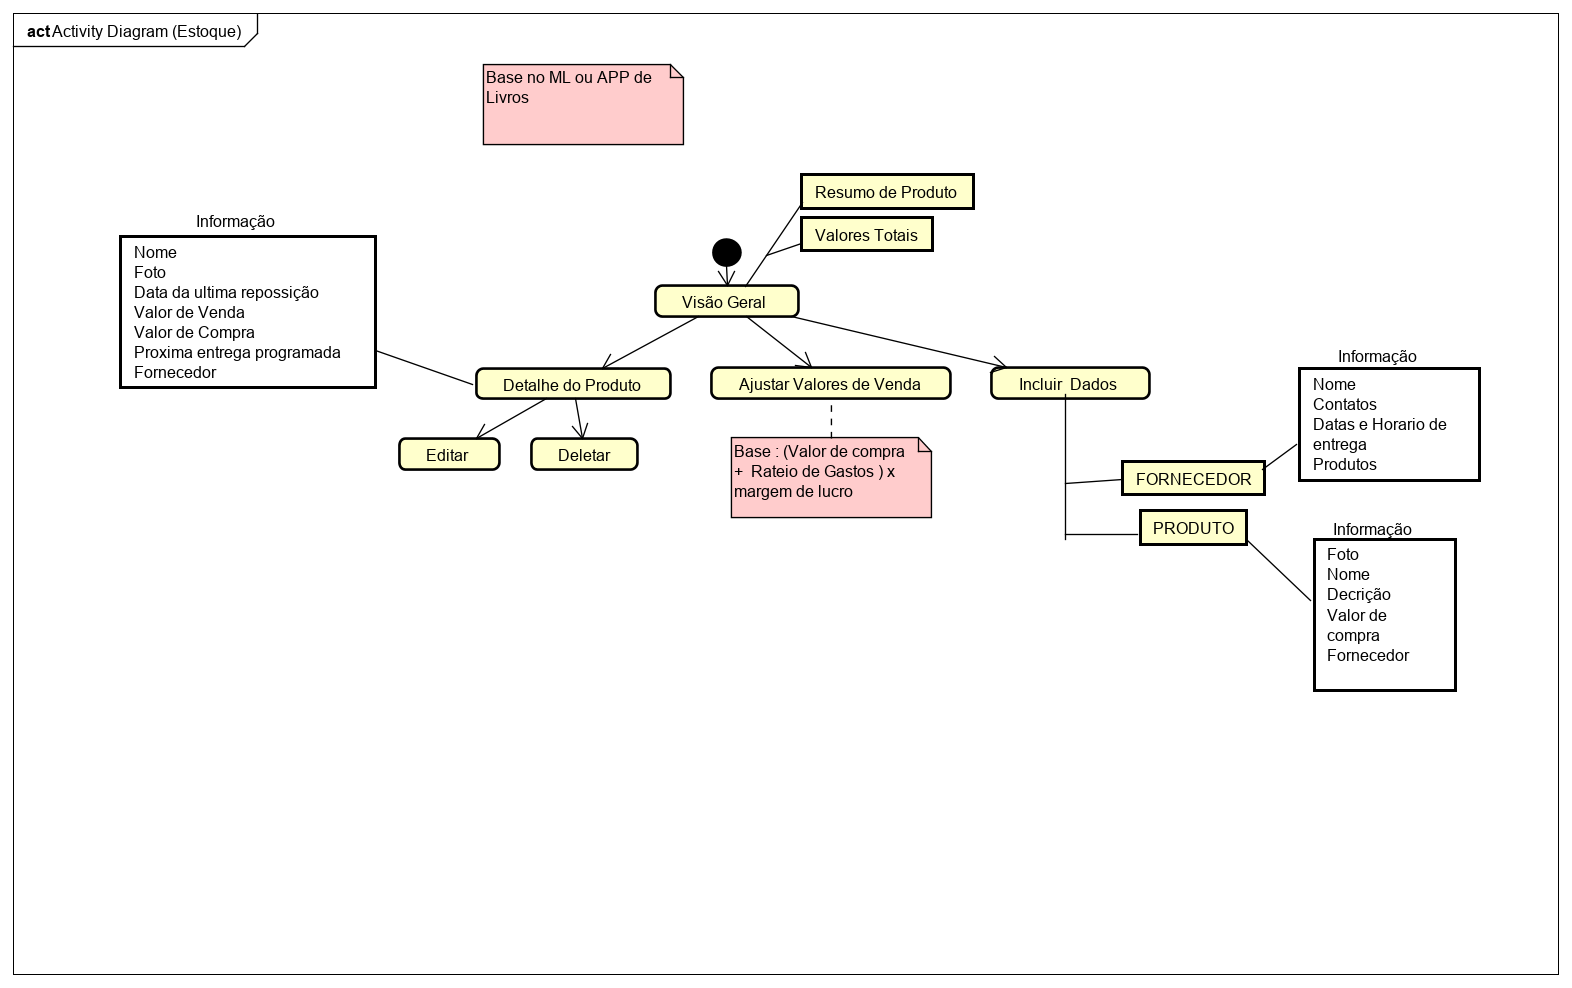 act Activity Diagram (Estoque)
Base no ML ou APP de
Livros
Resumo de Produto
Valores Totais
Informação
Nome
Foto
Data da ultima repossição
Valor de Venda
Valor de Compra
Proxima entrega programada
Fornecedor
Visão Geral
Detalhe do Produto
Ajustar Valores de Venda
Incluir  Dados
Editar
Deletar
Base : (Valor de compra
+  Rateio de Gastos ) x
margem de lucro
Informação
Nome
Contatos
Datas e Horario de
entrega
Produtos
FORNECEDOR
PRODUTO
Informação
Foto
Nome
Decrição
Valor de
compra
Fornecedor